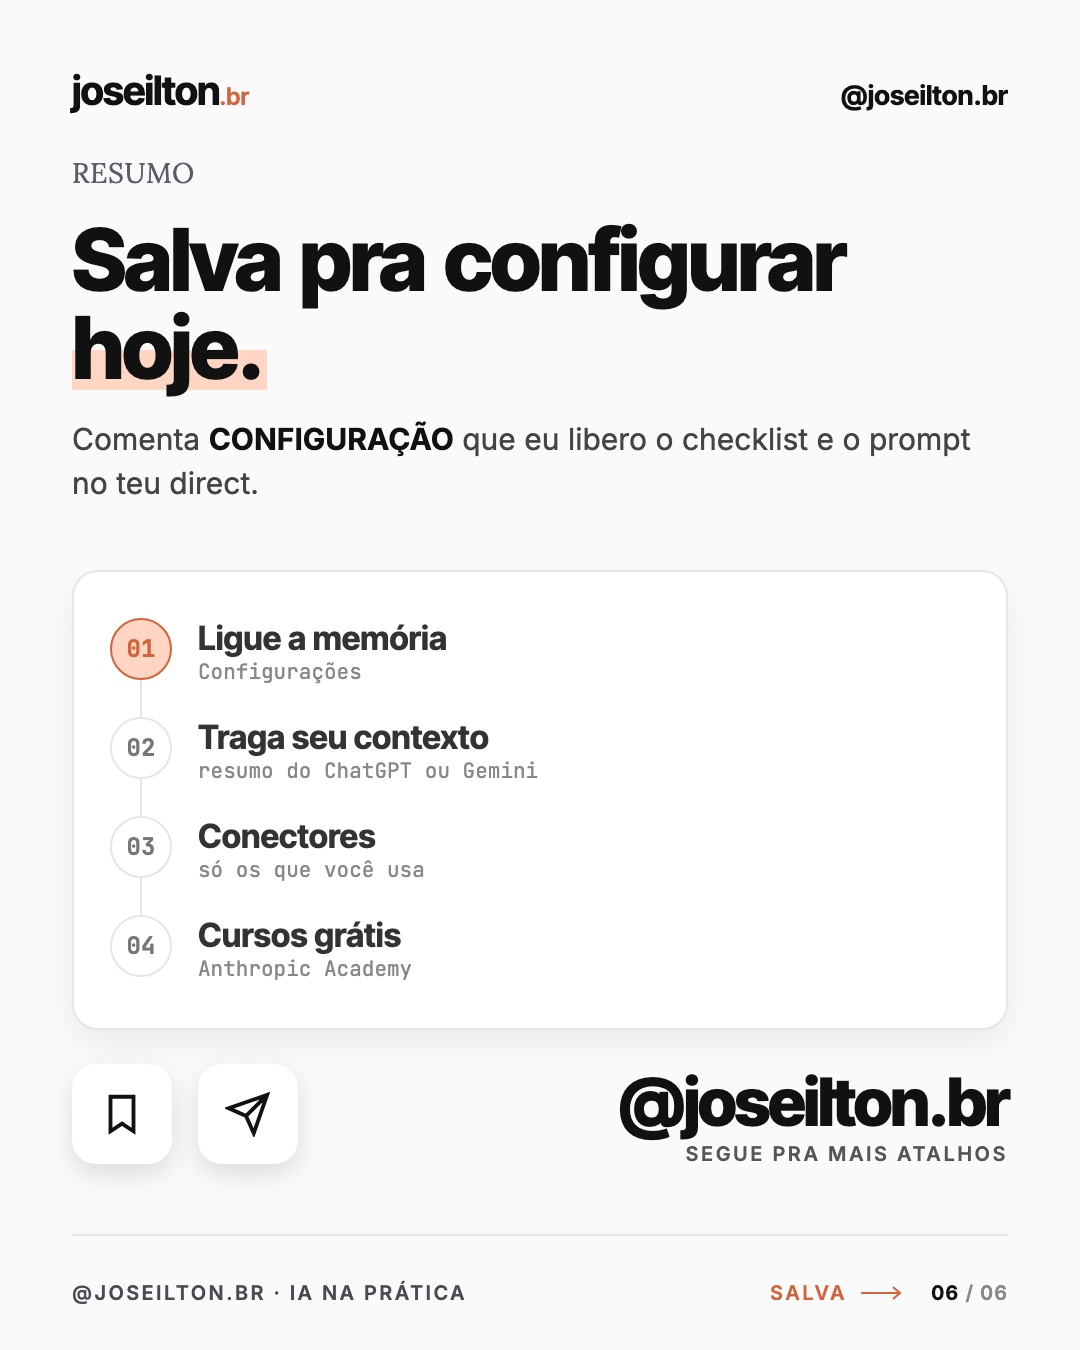 joseilton.br
@joseilton.br
RESUMO
Salva pra configurar
hoje.
Comenta CONFIGURAÇÃO que eu libero o checklist e o prompt
no teu direct.
01
Ligue a memória
Configurações
02
Traga seu contexto
resumo do ChatGPT ou Gemini
03
Conectores
só os que você usa
04
Cursos grátis
Anthropic Academy
@joseilton.br
SEGUE PRA MAIS ATALHOS
@JOSEILTON.BR · IA NA PRÁTICA
SALVA → 06 / 06